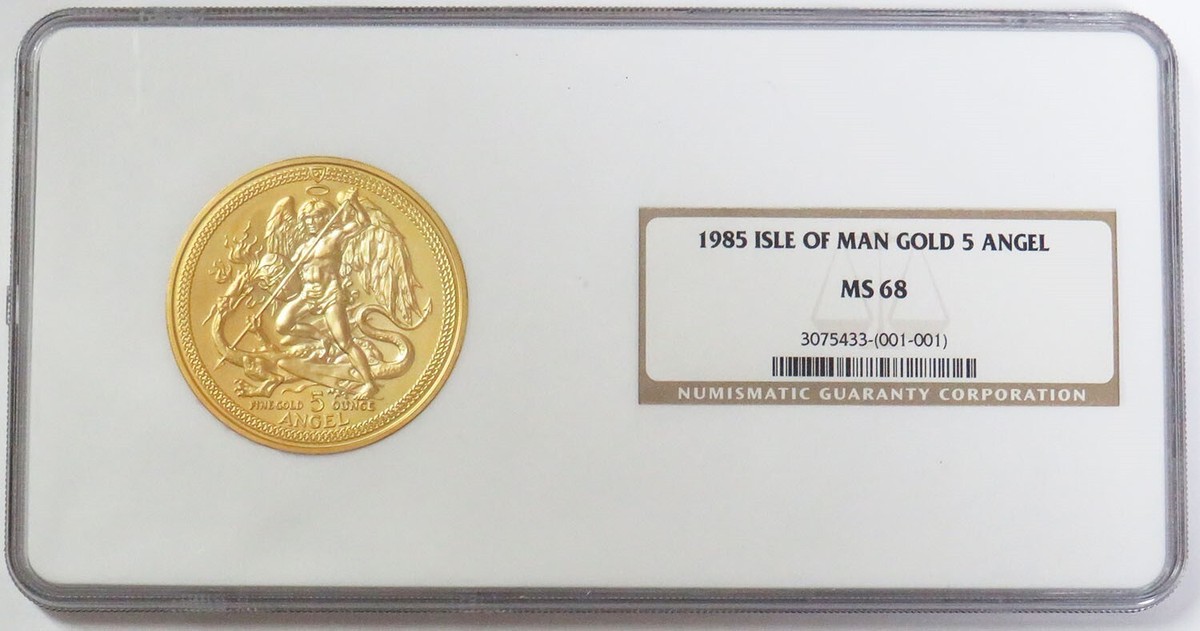 FINE GOLD 5 OUNCE
ANGEL
1985 ISLE OF MAN GOLD 5 ANGEL
MS 68
3075433-(001-001)
NUMISMATIC GUARANTY CORPORATION